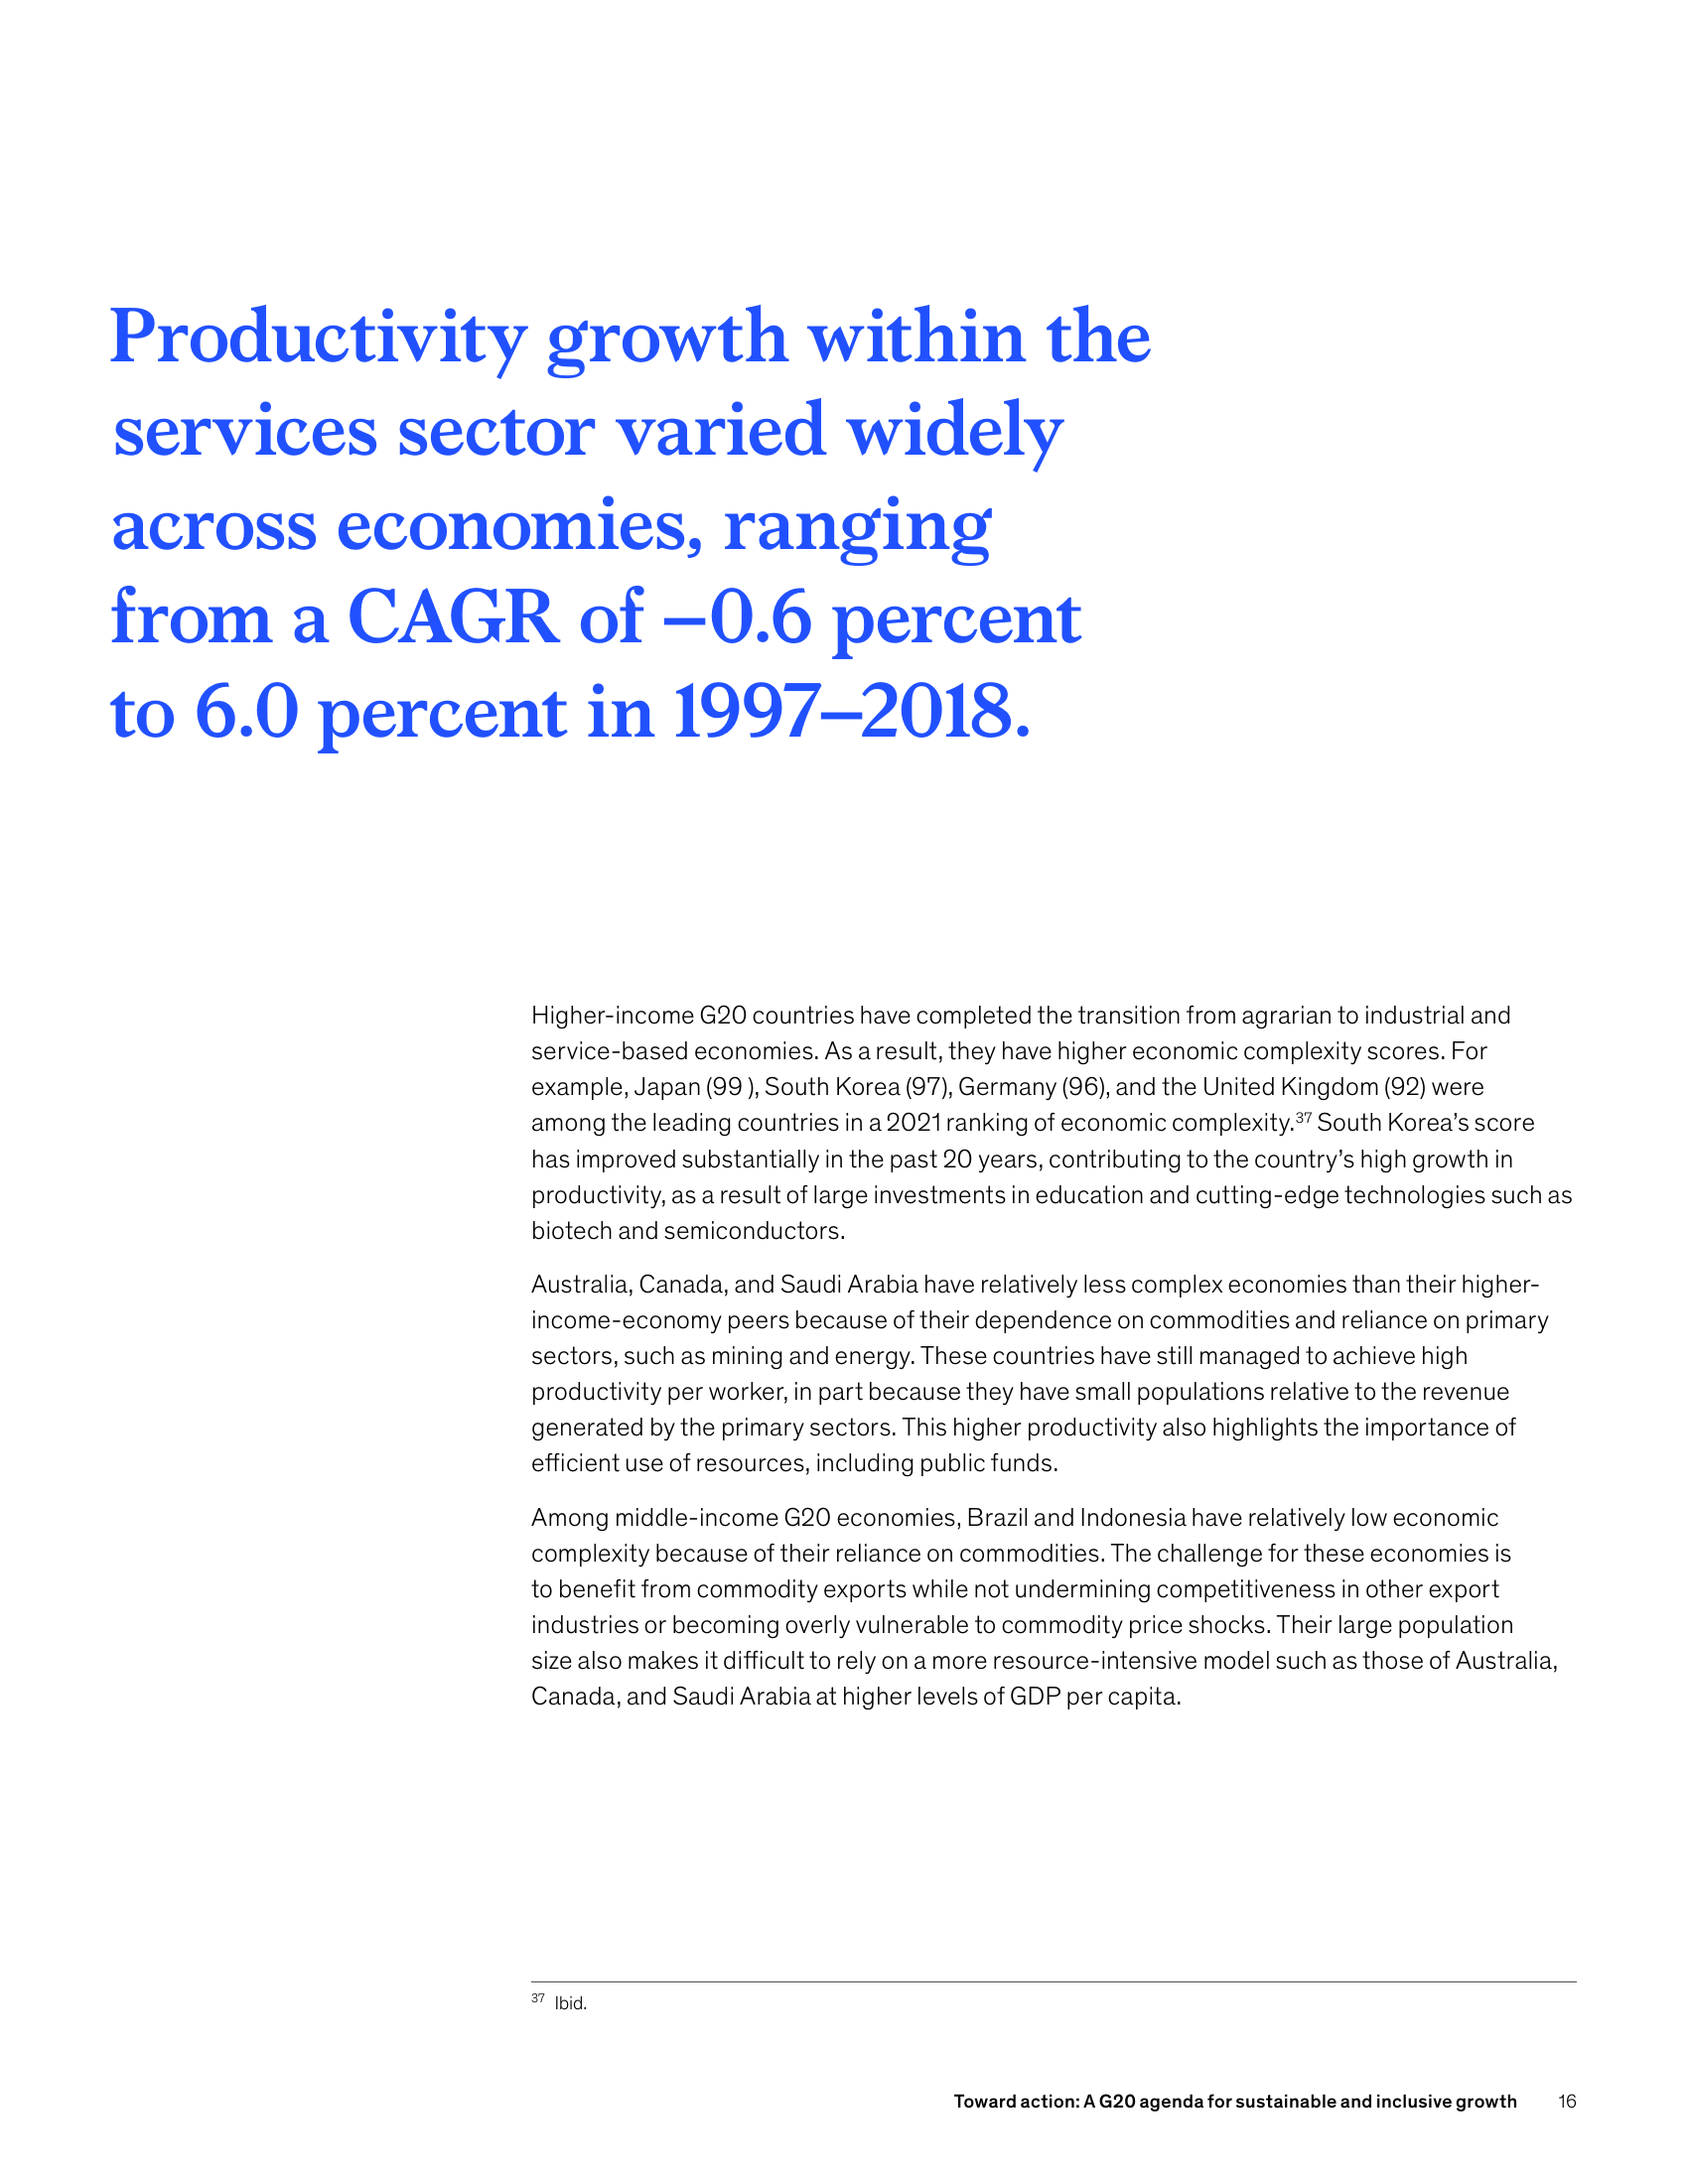 Productivity growth within the
services sector varied widely
across economies, ranging
from a CAGR of –0.6 percent
to 6.0 percent in 1997–2018.
Higher-income G20 countries have completed the transition from agrarian to industrial and
service-based economies. As a result, they have higher economic complexity scores. For
example, Japan (99 ), South Korea (97), Germany (96), and the United Kingdom (92) were
among the leading countries in a 2021 ranking of economic complexity.³⁷ South Korea’s score
has improved substantially in the past 20 years, contributing to the country’s high growth in
productivity, as a result of large investments in education and cutting-edge technologies such as
biotech and semiconductors.
Australia, Canada, and Saudi Arabia have relatively less complex economies than their higher-
income-economy peers because of their dependence on commodities and reliance on primary
sectors, such as mining and energy. These countries have still managed to achieve high
productivity per worker, in part because they have small populations relative to the revenue
generated by the primary sectors. This higher productivity also highlights the importance of
efficient use of resources, including public funds.
Among middle-income G20 economies, Brazil and Indonesia have relatively low economic
complexity because of their reliance on commodities. The challenge for these economies is
to benefit from commodity exports while not undermining competitiveness in other export
industries or becoming overly vulnerable to commodity price shocks. Their large population
size also makes it difficult to rely on a more resource-intensive model such as those of Australia,
Canada, and Saudi Arabia at higher levels of GDP per capita.
³⁷ Ibid.
Toward action: A G20 agenda for sustainable and inclusive growth 16